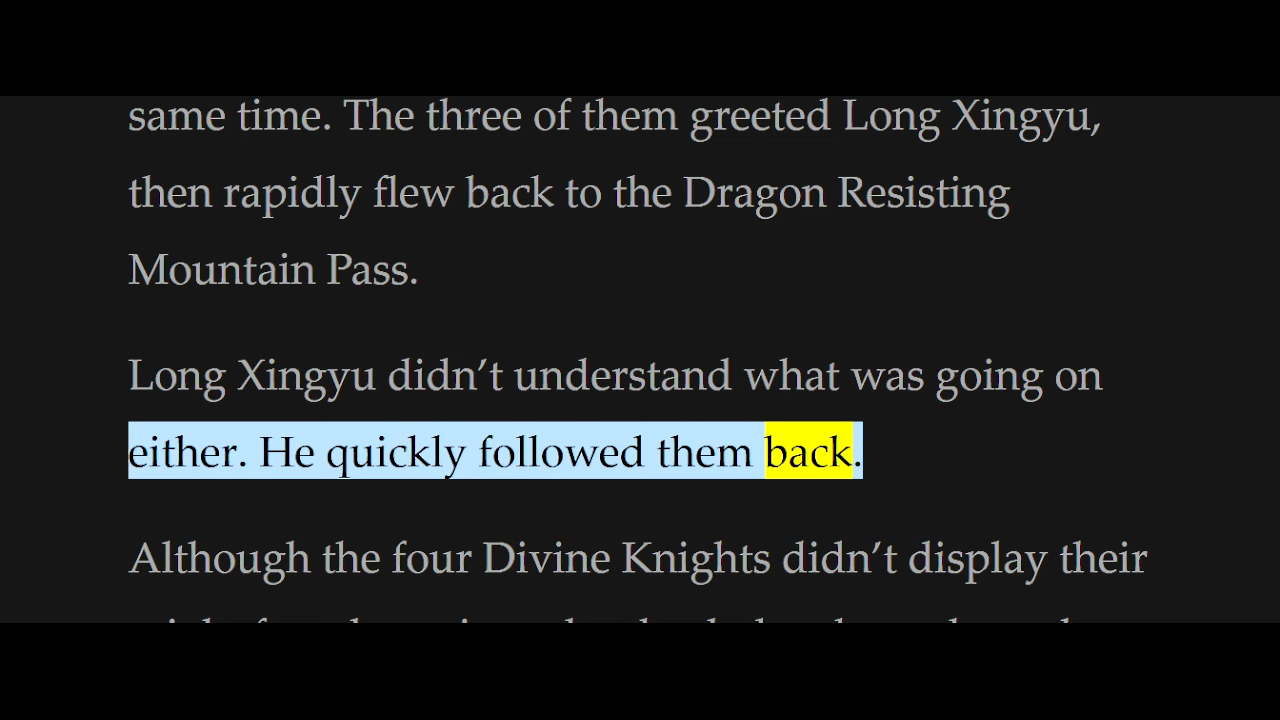 same time. The three of them greeted Long Xingyu,
then rapidly flew back to the Dragon Resisting
Mountain Pass.
Long Xingyu didn’t understand what was going on
either. He quickly followed them back.
Although the four Divine Knights didn’t display their